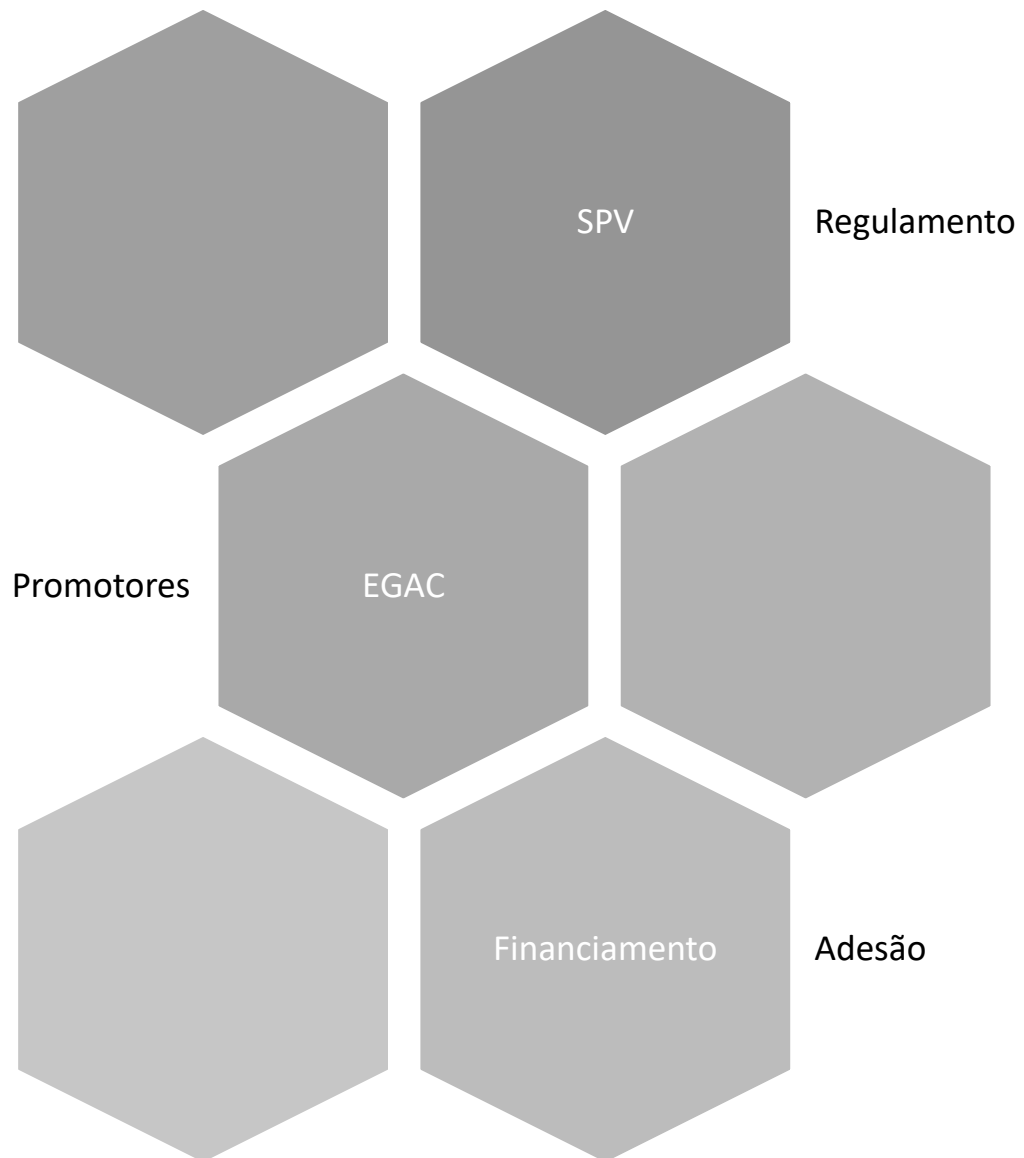 SPV
Regulamento
Promotores
EGAC
Financiamento
Adesão